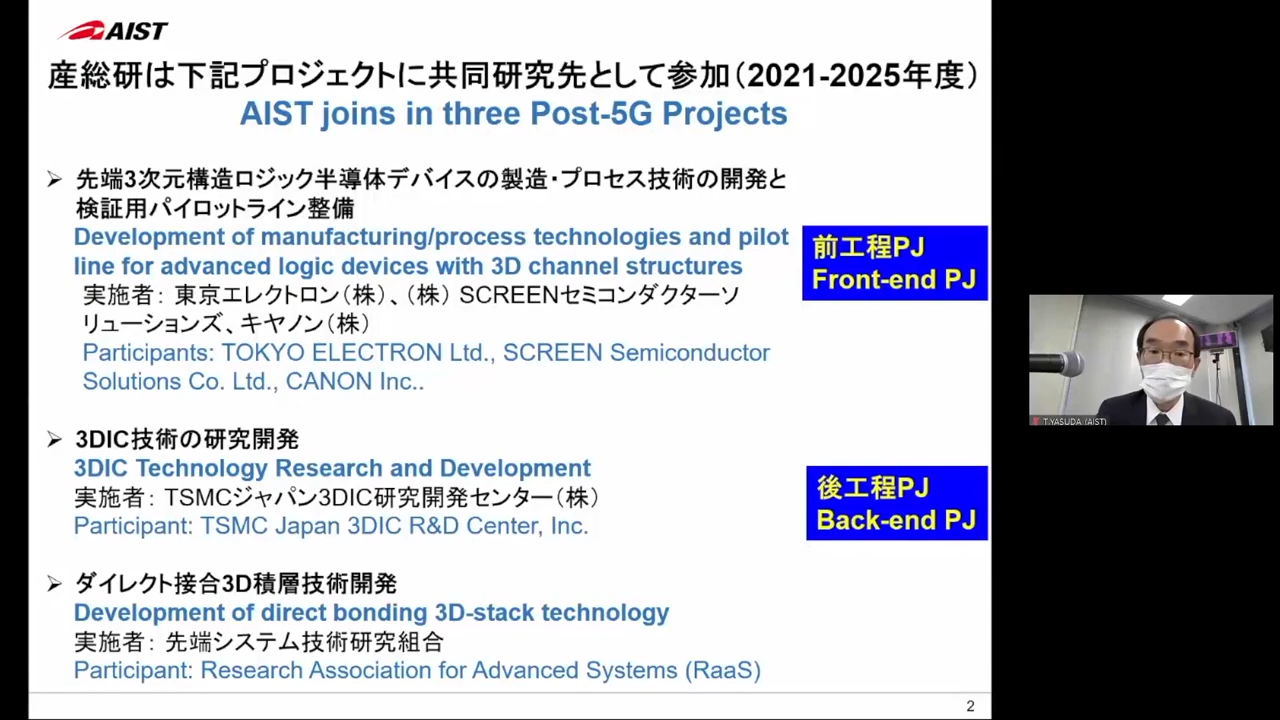 AIST
産総研は下記プロジェクトに共同研究先として参加（2021-2025年度）
AIST joins in three Post-5G Projects
➢ 先端3次元構造ロジック半導体デバイスの製造・プロセス技術の開発と
検証用パイロットライン整備
Development of manufacturing/process technologies and pilot
line for advanced logic devices with 3D channel structures
実施者： 東京エレクトロン（株）、（株） SCREENセミコンダクターソ
リューションズ、キヤノン（株）
Participants: TOKYO ELECTRON Ltd., SCREEN Semiconductor
Solutions Co. Ltd., CANON Inc..
前工程PJ
Front-end PJ
➢ 3DIC技術の研究開発
3DIC Technology Research and Development
実施者： TSMCジャパン3DIC研究開発センター（株）
Participant: TSMC Japan 3DIC R&D Center, Inc.
後工程PJ
Back-end PJ
➢ ダイレクト接合3D積層技術開発
Development of direct bonding 3D-stack technology
実施者： 先端システム技術研究組合
Participant: Research Association for Advanced Systems (RaaS)
2
T.YASUDA (AIST)